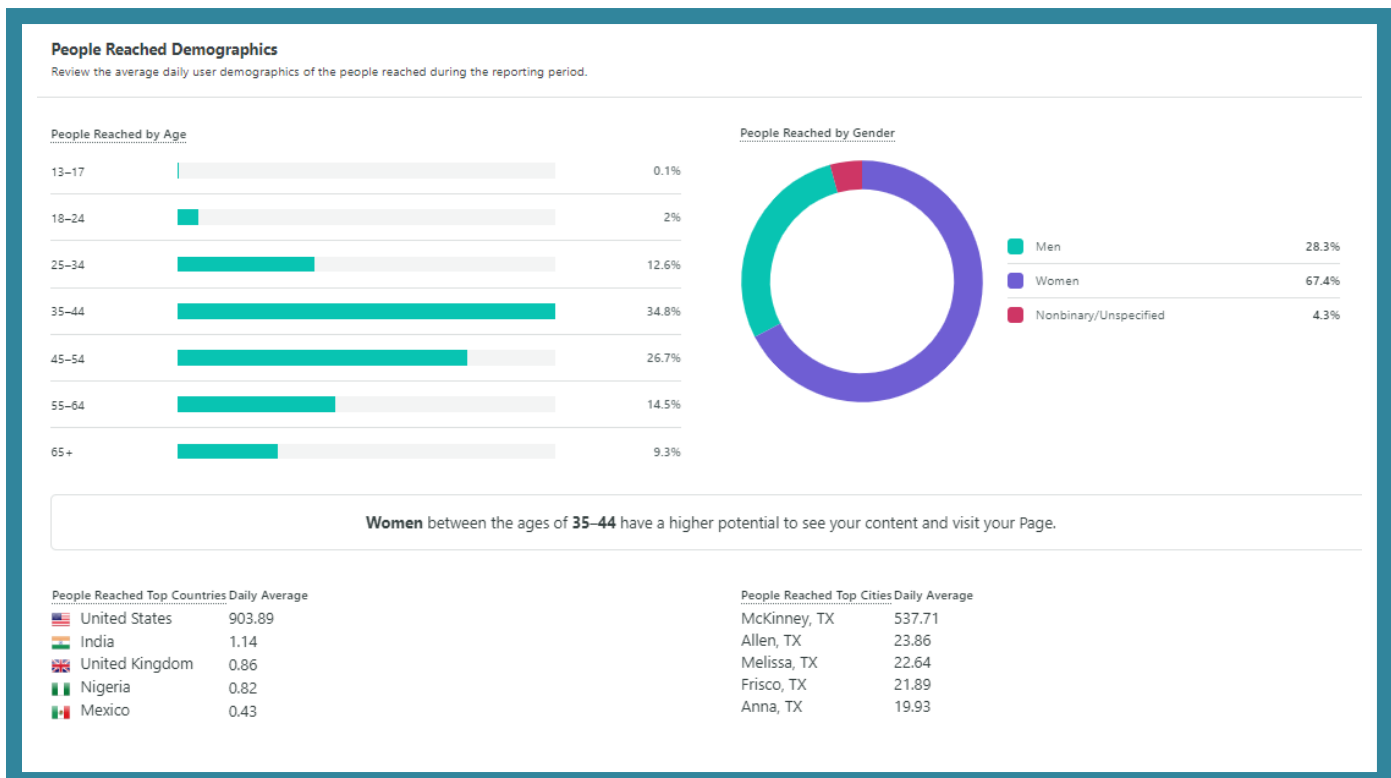 People Reached Demographics
Review the average daily user demographics of the people reached during the reporting period.
People Reached by Age
13–17 0.1%
18–24 2%
25–34 12.6%
35–44 34.8%
45–54 26.7%
55–64 14.5%
65+ 9.3%
People Reached by Gender
Men 28.3%
Women 67.4%
Nonbinary/Unspecified 4.3%
Women between the ages of 35–44 have a higher potential to see your content and visit your Page.
People Reached Top Countries Daily Average
United States 903.89
India 1.14
United Kingdom 0.86
Nigeria 0.82
Mexico 0.43
People Reached Top Cities Daily Average
McKinney, TX 537.71
Allen, TX 23.86
Melissa, TX 22.64
Frisco, TX 21.89
Anna, TX 19.93